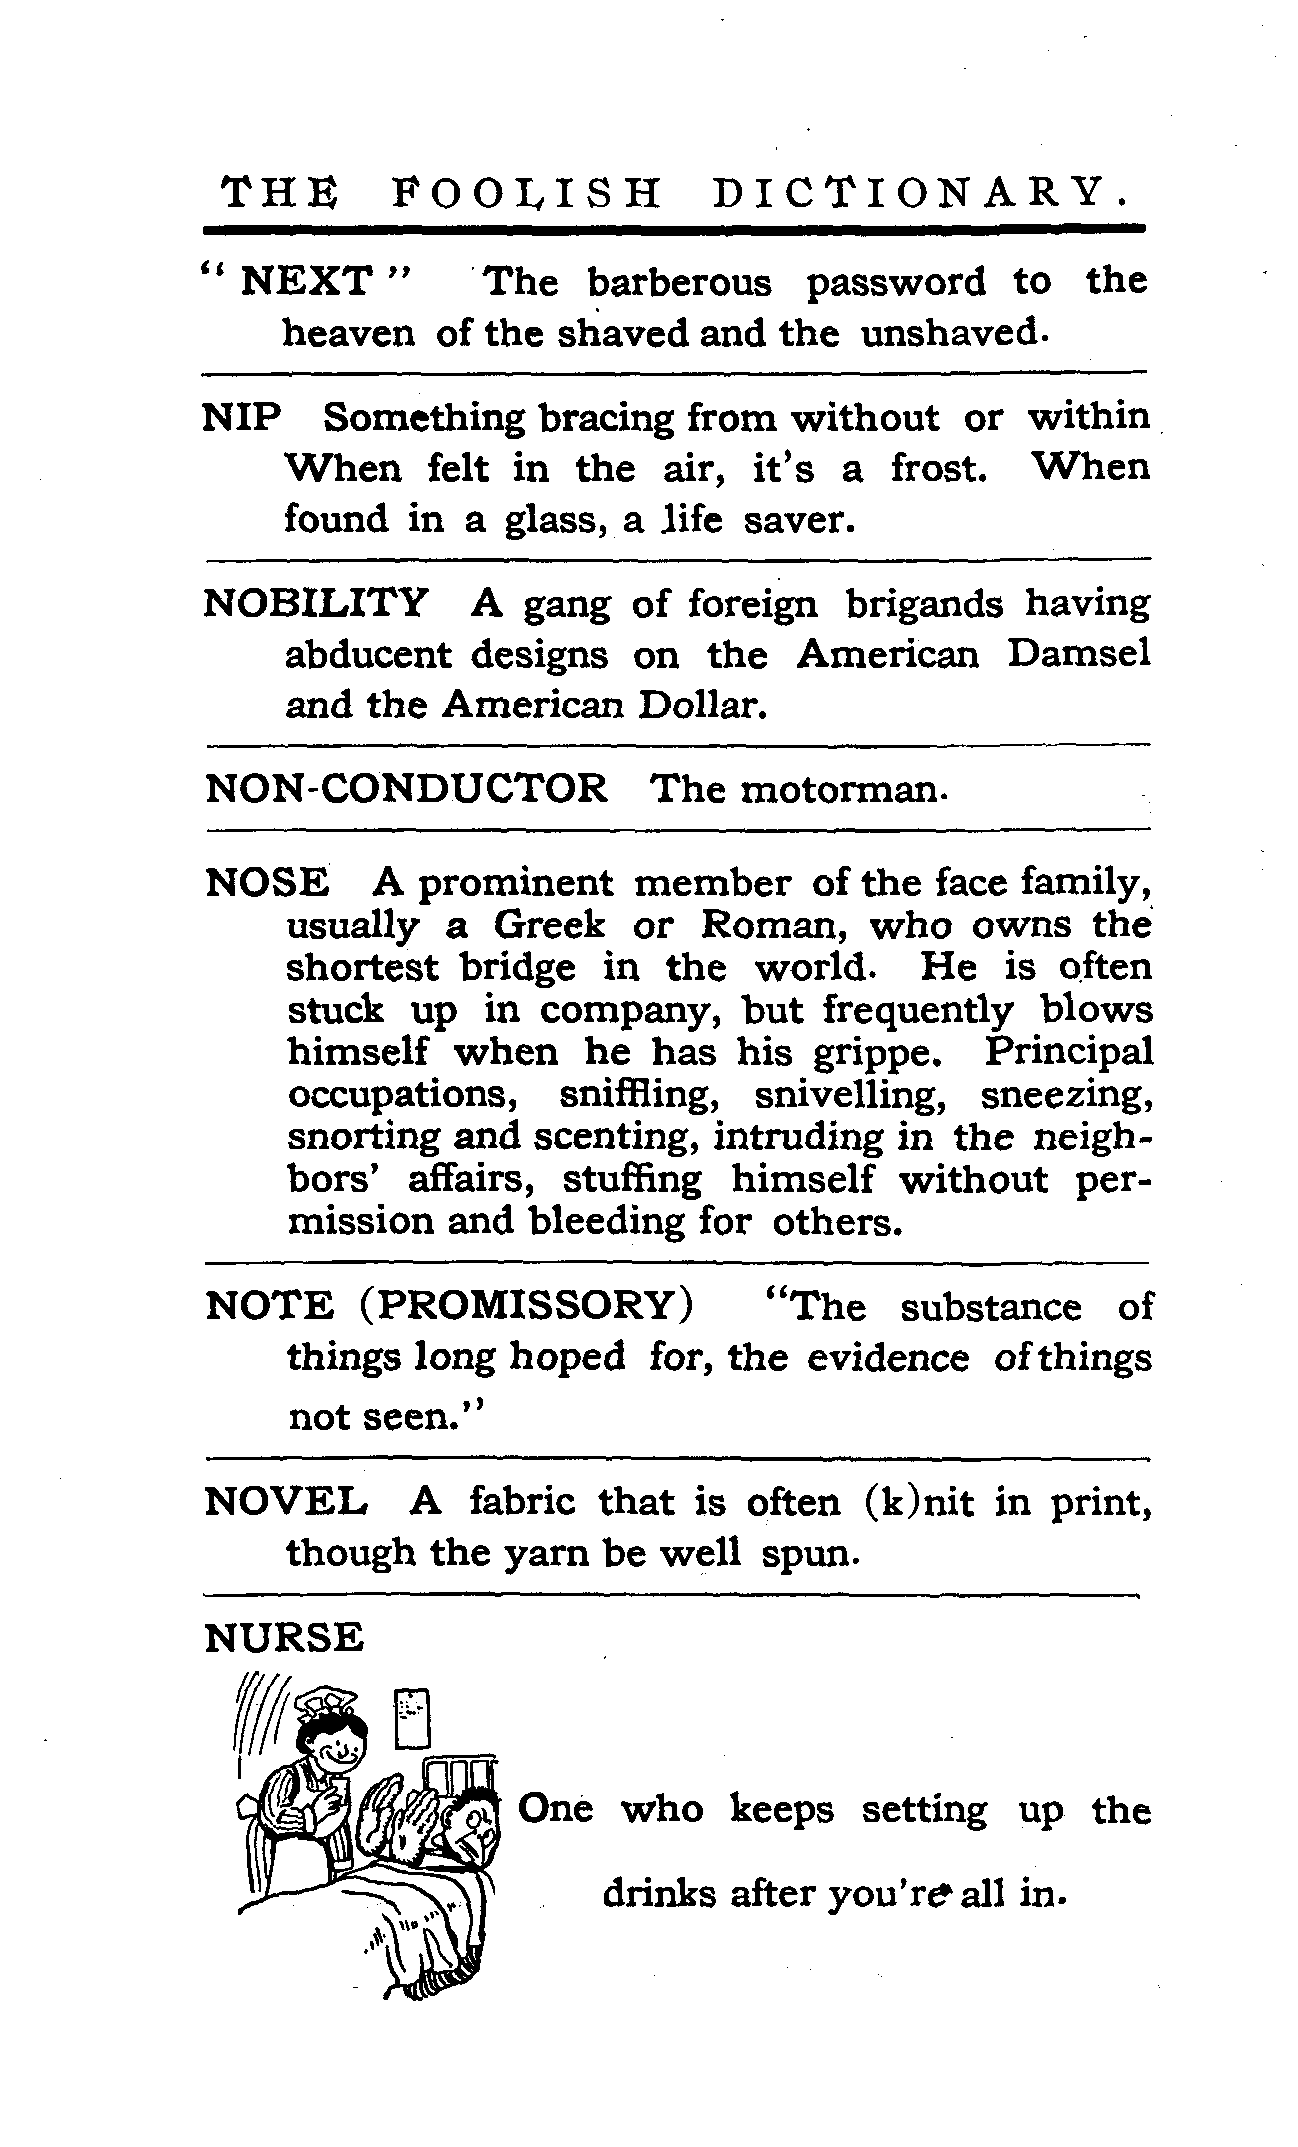 THE FOOLISH DICTIONARY.
“ NEXT ” The barberous password to the
heaven of the shaved and the unshaved.
NIP Something bracing from without or within
When felt in the air, it's a frost. When
found in a glass, a life saver.
NOBILITY A gang of foreign brigands having
abducent designs on the American Damsel
and the American Dollar.
NON-CONDUCTOR The motorman.
NOSE A prominent member of the face family,
usually a Greek or Roman, who owns the
shortest bridge in the world. He is often
stuck up in company, but frequently blows
himself when he has his grippe. Principal
occupations, sniffling, snivelling, sneezing,
snorting and scenting, intruding in the neigh-
bors' affairs, stuffing himself without per-
mission and bleeding for others.
NOTE (PROMISSORY) “The substance of
things long hoped for, the evidence of things
not seen.”
NOVEL A fabric that is often (k)nit in print,
though the yarn be well spun.
NURSE
One who keeps setting up the
drinks after you're all in.